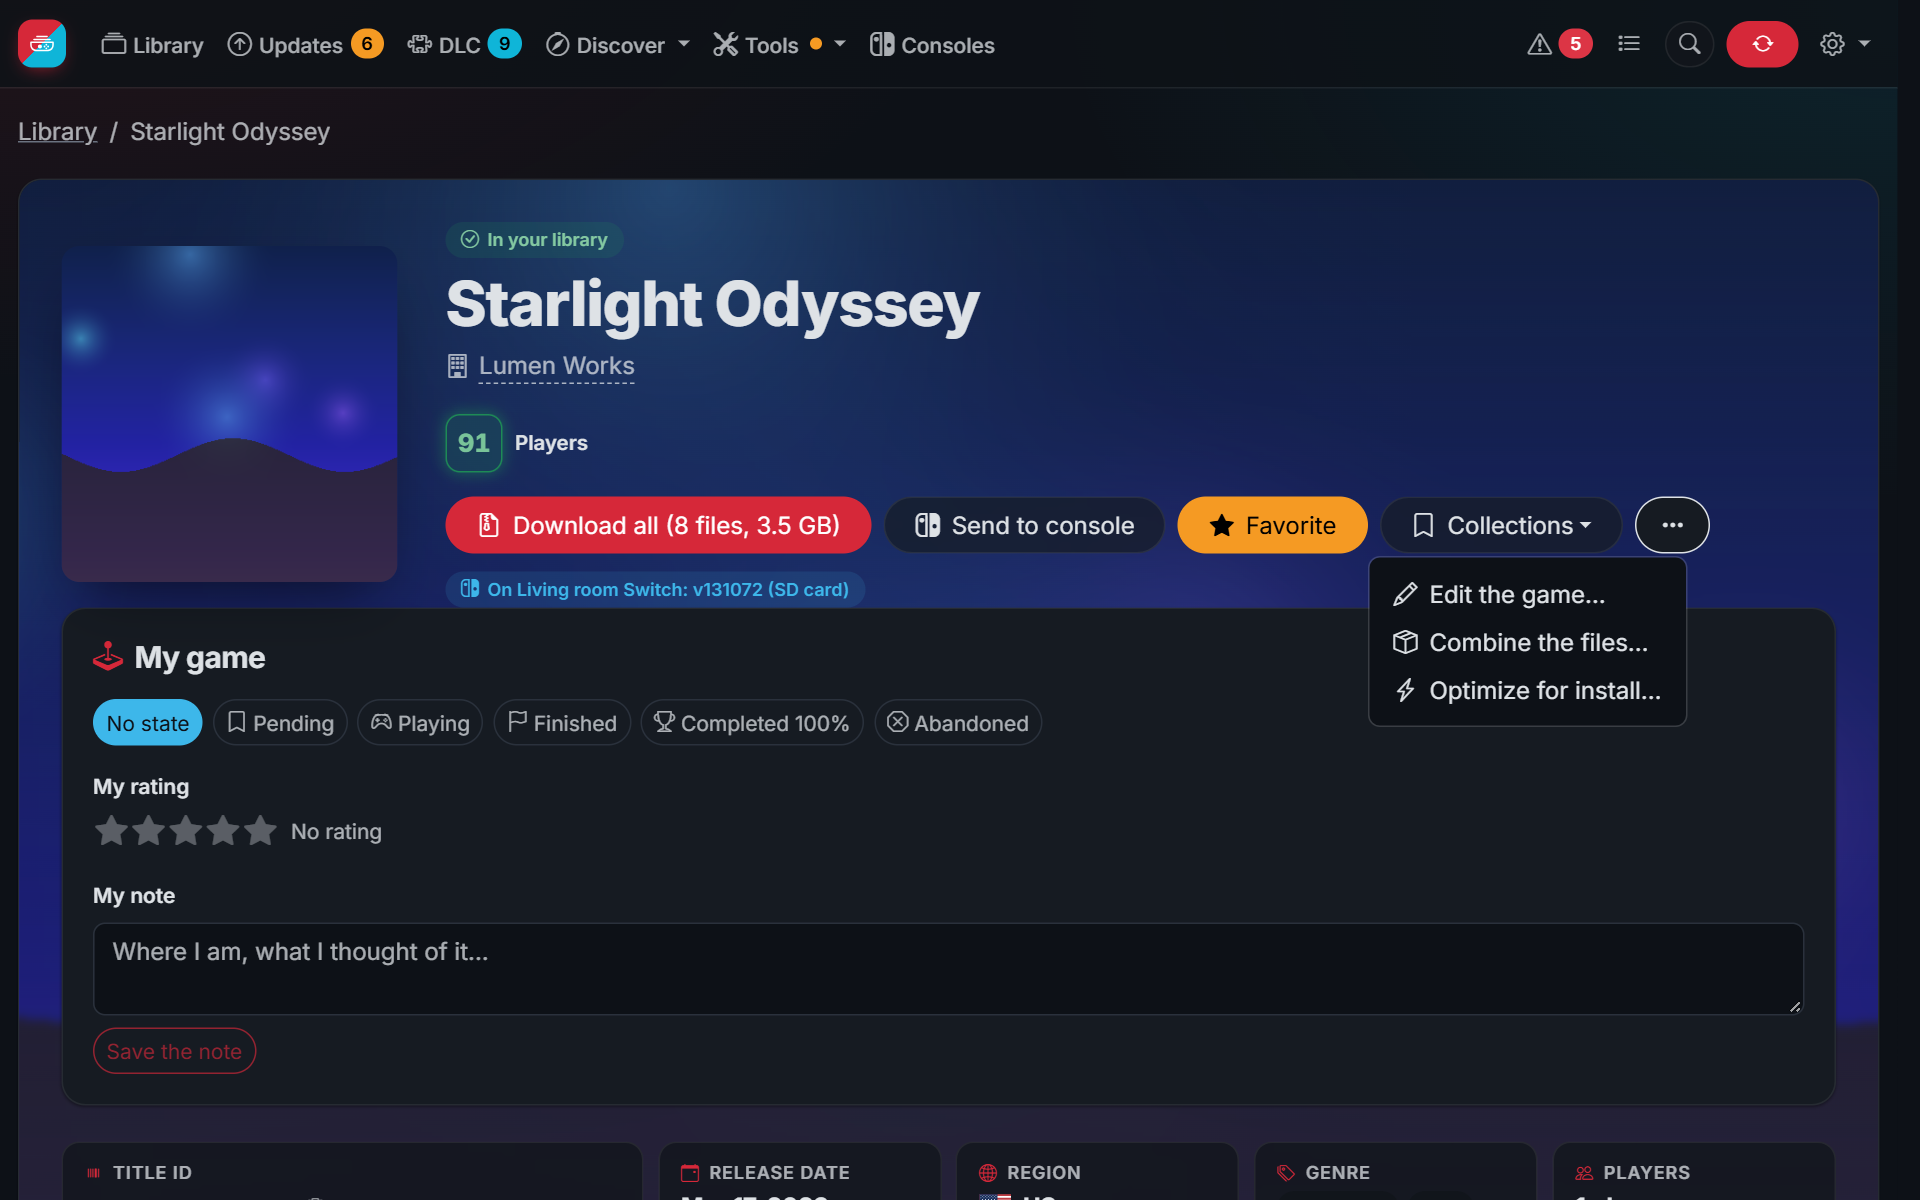 Library
Updates 6
DLC 9
Discover
Tools
Consoles
5
Library / Starlight Odyssey
In your library
Starlight Odyssey
Lumen Works
91 Players
Download all (8 files, 3.5 GB)
Send to console
Favorite
Collections
On Living room Switch: v131072 (SD card)
Edit the game...
Combine the files...
Optimize for install...
My game
No state
Pending
Playing
Finished
Completed 100%
Abandoned
My rating
No rating
My note
Where I am, what I thought of it...
Save the note
TITLE ID
RELEASE DATE
REGION
GENRE
PLAYERS